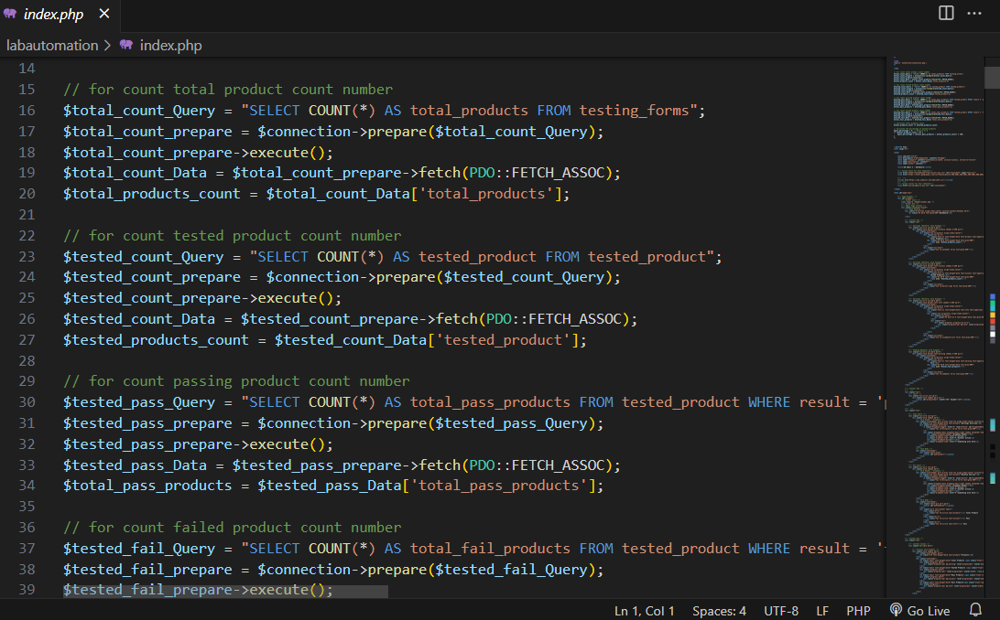 index.php
labautomation > index.php
14
15 // for count total product count number
16 $total_count_Query = "SELECT COUNT(*) AS total_products FROM testing_forms";
17 $total_count_prepare = $connection->prepare($total_count_Query);
18 $total_count_prepare->execute();
19 $total_count_Data = $total_count_prepare->fetch(PDO::FETCH_ASSOC);
20 $total_products_count = $total_count_Data['total_products'];
21
22 // for count tested product count number
23 $tested_count_Query = "SELECT COUNT(*) AS tested_product FROM tested_product";
24 $tested_count_prepare = $connection->prepare($tested_count_Query);
25 $tested_count_prepare->execute();
26 $tested_count_Data = $tested_count_prepare->fetch(PDO::FETCH_ASSOC);
27 $tested_products_count = $tested_count_Data['tested_product'];
28
29 // for count passing product count number
30 $tested_pass_Query = "SELECT COUNT(*) AS total_pass_products FROM tested_product WHERE result = '
31 $tested_pass_prepare = $connection->prepare($tested_pass_Query);
32 $tested_pass_prepare->execute();
33 $tested_pass_Data = $tested_pass_prepare->fetch(PDO::FETCH_ASSOC);
34 $total_pass_products = $tested_pass_Data['total_pass_products'];
35
36 // for count failed product count number
37 $tested_fail_Query = "SELECT COUNT(*) AS total_fail_products FROM tested_product WHERE result = '
38 $tested_fail_prepare = $connection->prepare($tested_fail_Query);
39 $tested_fail_prepare->execute();
Ln 1, Col 1 Spaces: 4 UTF-8 LF PHP Go Live